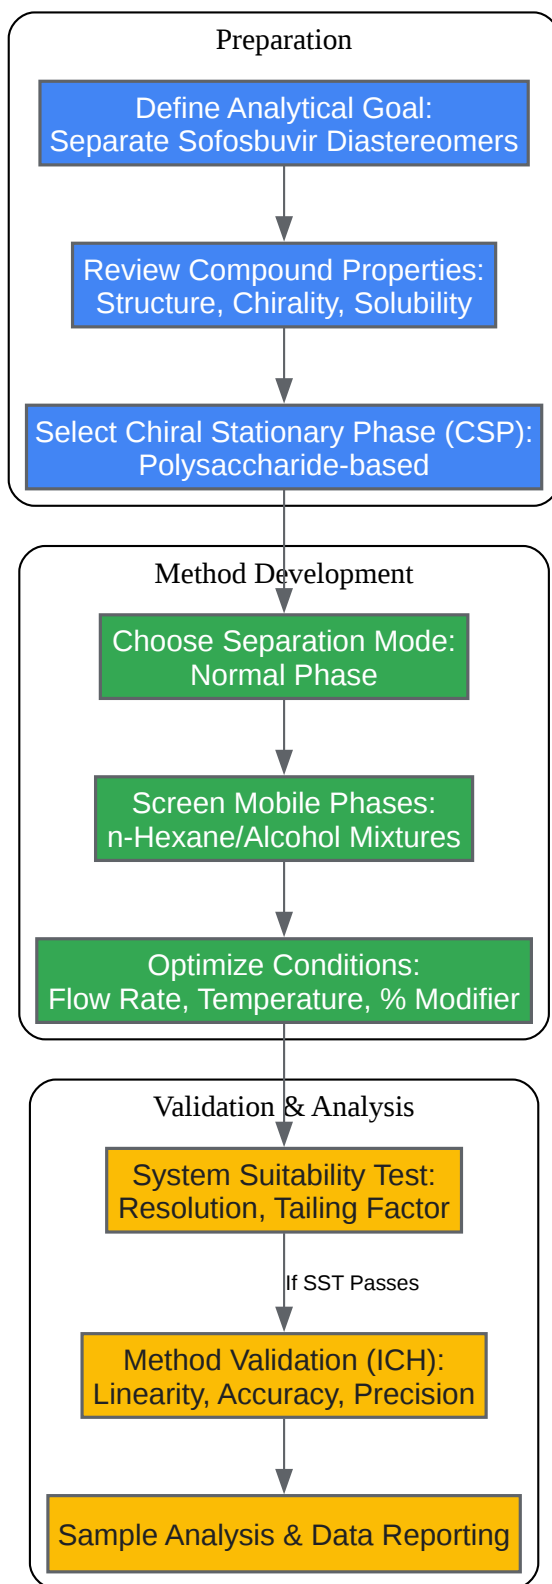 Preparation
Define Analytical Goal:
Separate Sofosbuvir Diastereomers
Review Compound Properties:
Structure, Chirality, Solubility
Select Chiral Stationary Phase (CSP):
Polysaccharide-based
Method Development
Choose Separation Mode:
Normal Phase
Screen Mobile Phases:
n-Hexane/Alcohol Mixtures
Optimize Conditions:
Flow Rate, Temperature, % Modifier
Validation & Analysis
System Suitability Test:
Resolution, Tailing Factor
If SST Passes
Method Validation (ICH):
Linearity, Accuracy, Precision
Sample Analysis & Data Reporting